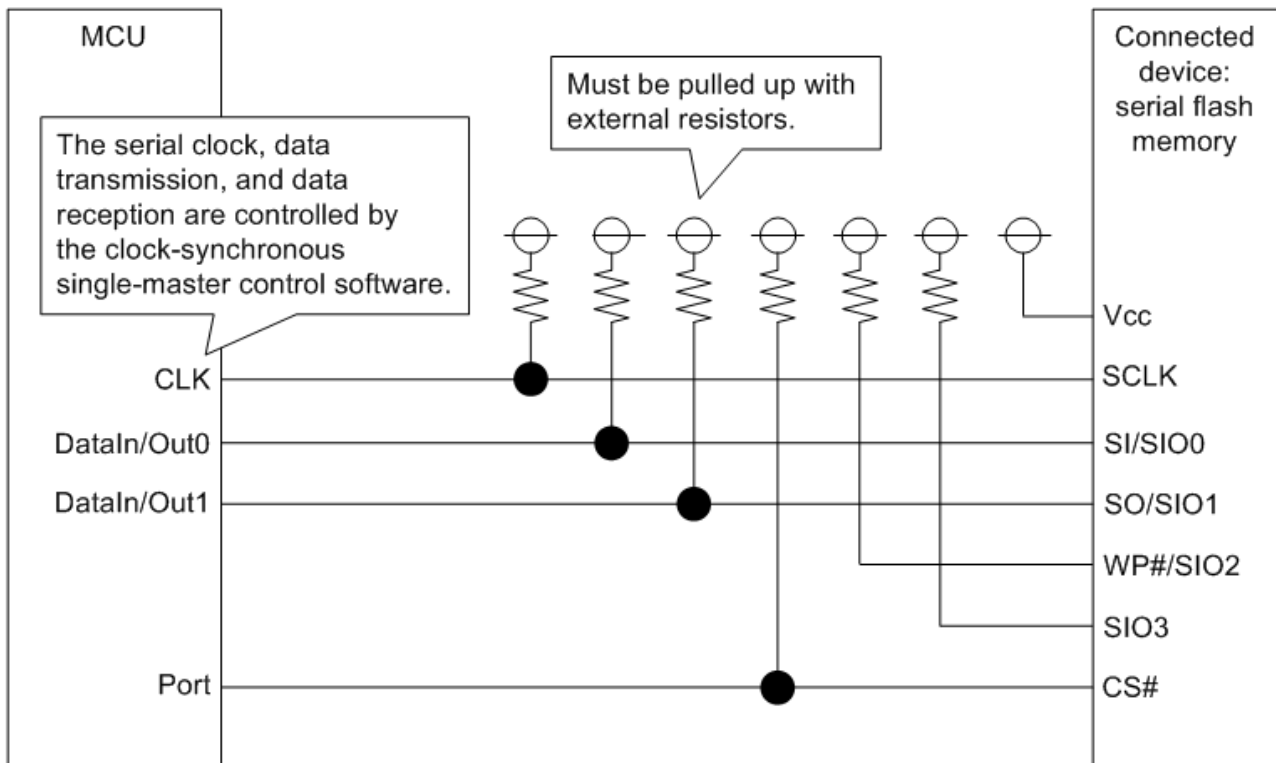 MCU
Connected
device:
serial flash
memory
Must be pulled up with
external resistors.
The serial clock, data
transmission, and data
reception are controlled by
the clock-synchronous
single-master control software.
Vcc
CLK
SCLK
DataIn/Out0
SI/SIO0
DataIn/Out1
SO/SIO1
WP#/SIO2
SIO3
Port
CS#